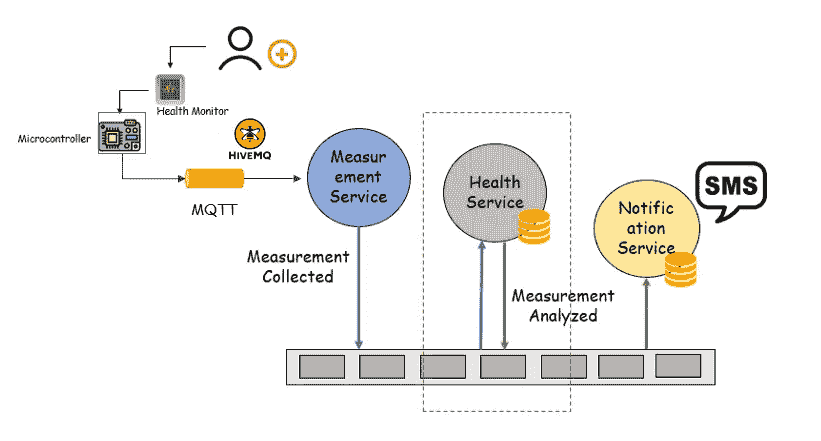 Health Monitor
Microcontroller
HIVEMQ
MQTT
Measur
ement
Service
Measurement
Collected
Health
Service
Measurement
Analyzed
Notific
ation
Service
SMS